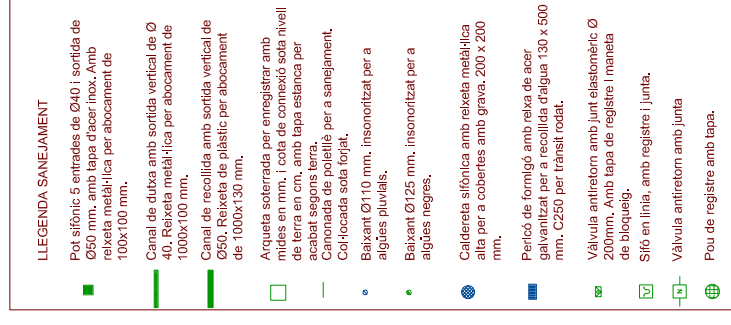 LLEGENDA SANEJAMENT
Pot sifònic 5 entrades de Ø40 i sortida de
Ø50 mm. amb tapa d'acer inox. Amb
reixeta metàl·lica per abocament de
100x100 mm.
Canal de dutxa amb sortida vertical de Ø
40. Reixeta metàl·lica per abocament de
1000x100 mm.
Canal de recollida amb sortida vertical de
Ø50. Reixeta de plàstic per abocament
de 1000x130 mm.
Arqueta soterrada per enregistrar amb
mides en mm. i cota de connexió sota nivell
de terra en cm. amb tapa estanca per
acabat segons terra.
Canonada de poletilè per a sanejament.
Col·locada sota forjat.
Baixant Ø110 mm. insonoritzat per a
aigües pluvials.
Baixant Ø125 mm. insonoritzat per a
aigües negres.
Caldereta sifònica amb reixeta metàl·lica
alta per a cobertes amb grava. 200 x 200
mm.
Pericó de formigó amb reixa de acer
galvanitzat per a recollida d'aigua 130 x 500
mm. C250 per trànsit rodat.
Vàlvula antiretorn amb junt elastomèric Ø
200mm. Amb tapa de registre i maneta
de bloqueig.
Sifó en línia, amb registre i junta.
N
Vàlvula antiretorn amb junta
Pou de registre amb tapa.